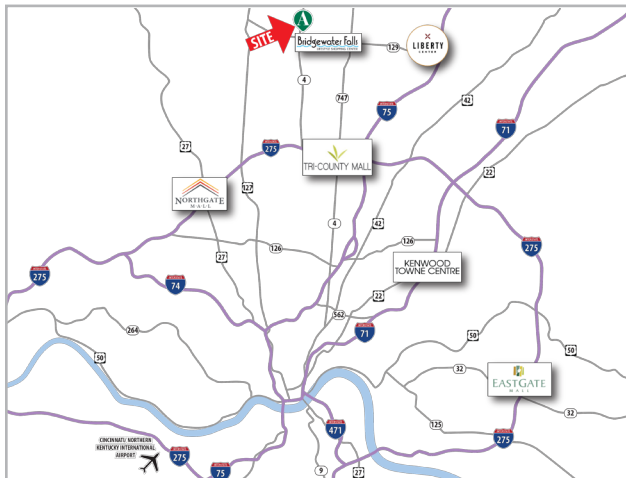 A
SITE
Bridgewater Falls
129
LIBERTY
CENTER
4
747
75
42
71
27
275
TRI-COUNTY MALL
22
127
NORTHGATE
MALL
4
42
27
126
126
275
KENWOOD
TOWNE CENTRE
275
74
22
562
71
264
50
50
50
32
EASTGATE
MALL
32
125
471
275
CINCINNATI/ NORTHERN
KENTUCKY INTERNATIONAL
AIRPORT
275
75
9
27